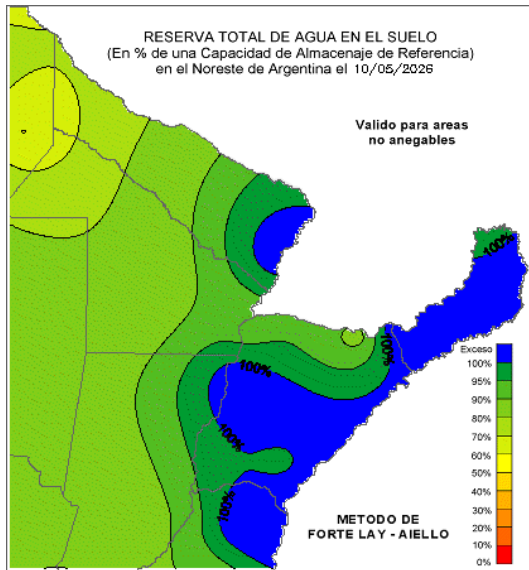 RESERVA TOTAL DE AGUA EN EL SUELO
(En % de una Capacidad de Almacenaje de Referencia)
en el Noreste de Argentina el 10/05/2026
Valido para areas
no anegables
100%
100%
100%
100%
100%
Exceso
100%
95%
90%
80%
70%
60%
50%
40%
30%
20%
10%
0%
METODO DE
FORTE LAY - AIELLO